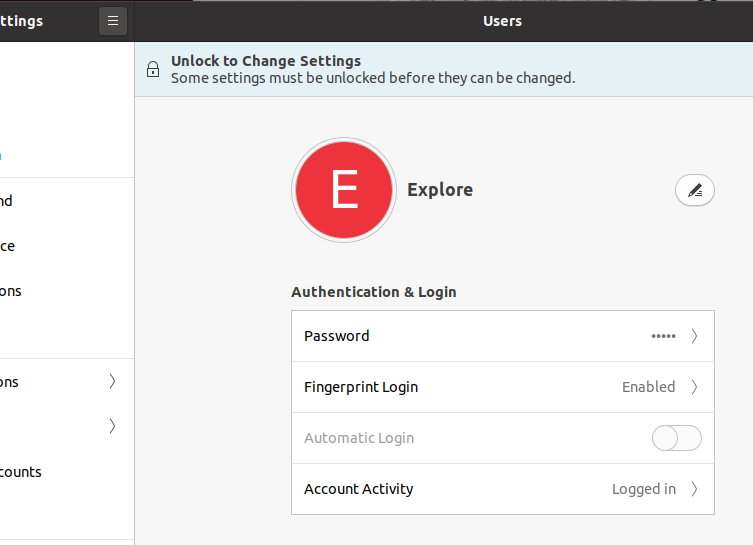 ttings
Users
Unlock to Change Settings
Some settings must be unlocked before they can be changed.
E
Explore
nd
ce
ons
Authentication & Login
Password •••••
Fingerprint Login Enabled
ons
Automatic Login
counts
Account Activity Logged in